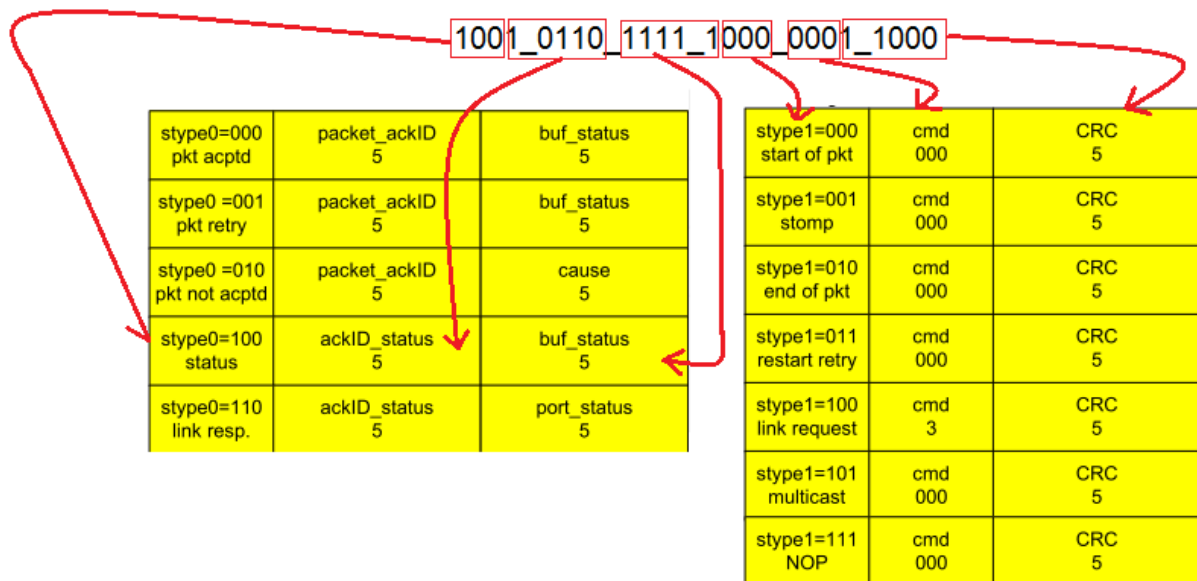 1001_0110_1111_1000_0001_1000
stype0=000 packet_ackID buf_status
pkt acptd 5 5
stype0 =001 packet_ackID buf_status
pkt retry 5 5
stype0 =010 packet_ackID cause
pkt not acptd 5 5
stype0=100 ackID_status buf_status
status 5 5
stype0=110 ackID_status port_status
link resp. 5 5
stype1=000 cmd CRC
start of pkt 000 5
stype1=001 cmd CRC
stomp 000 5
stype1=010 cmd CRC
end of pkt 000 5
stype1=011 cmd CRC
restart retry 000 5
stype1=100 cmd CRC
link request 3 5
stype1=101 cmd CRC
multicast 000 5
stype1=111 cmd CRC
NOP 000 5